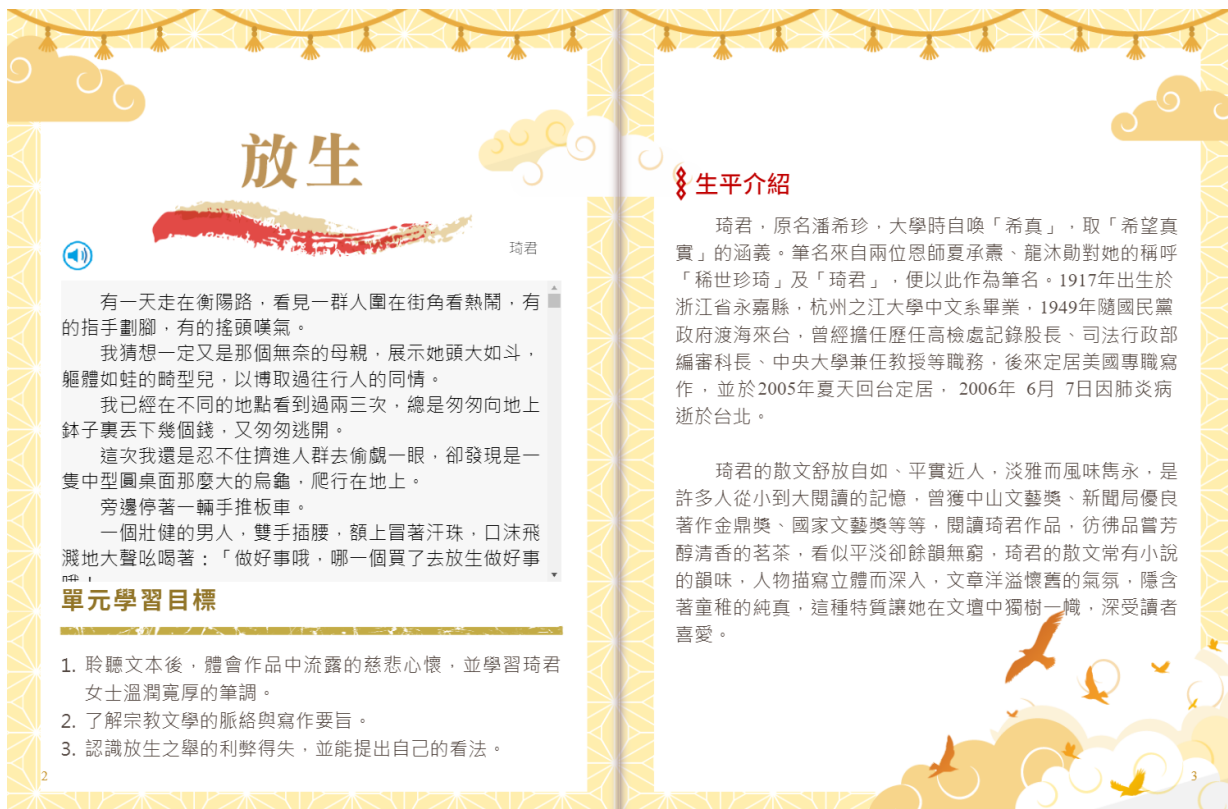 放生
琦君
有一天走在衡陽路，看見一群人圍在街角看熱鬧，有
的指手劃腳，有的搖頭嘆氣。
我猜想一定又是那個無奈的母親，展示她頭大如斗，
軀體如蛙的畸型兒，以博取過往行人的同情。
我已經在不同的地點看到過兩三次，總是匆匆向地上
鉢子裏丟下幾個錢，又匆匆逃開。
這次我還是忍不住擠進人群去偷覷一眼，卻發現是一
隻中型圓桌面那麼大的烏龜，爬行在地上。
旁邊停著一輛手推板車。
一個壯健的男人，雙手插腰，額上冒著汗珠，口沫飛
濺地大聲吆喝著：「做好事哦，哪一個買了去放生做好事
單元學習目標
1. 聆聽文本後，體會作品中流露的慈悲心懷，並學習琦君
女士溫潤寬厚的筆調。
2. 了解宗教文學的脈絡與寫作要旨。
3. 認識放生之舉的利弊得失，並能提出自己的看法。
2
生平介紹
琦君，原名潘希珍，大學時自喚「希真」，取「希望真
實」的涵義。筆名來自兩位恩師夏承燾、龍沐勛對她的稱呼
「稀世珍琦」及「琦君」，便以此作為筆名。1917年出生於
浙江省永嘉縣，杭州之江大學中文系畢業，1949年隨國民黨
政府渡海來台，曾經擔任歷任高檢處記錄股長、司法行政部
編審科長、中央大學兼任教授等職務，後來定居美國專職寫
作，並於2005年夏天回台定居， 2006年 6月 7日因肺炎病
逝於台北。
琦君的散文舒放自如、平實近人，淡雅而風味雋永，是
許多人從小到大閱讀的記憶，曾獲中山文藝獎、新聞局優良
著作金鼎獎、國家文藝獎等等，閱讀琦君作品，彷彿品嘗芳
醇清香的茗茶，看似平淡卻餘韻無窮，琦君的散文常有小說
的韻味，人物描寫立體而深入，文章洋溢懷舊的氣氛，隱含
著童稚的純真，這種特質讓她在文壇中獨樹一幟，深受讀者
喜愛。
3